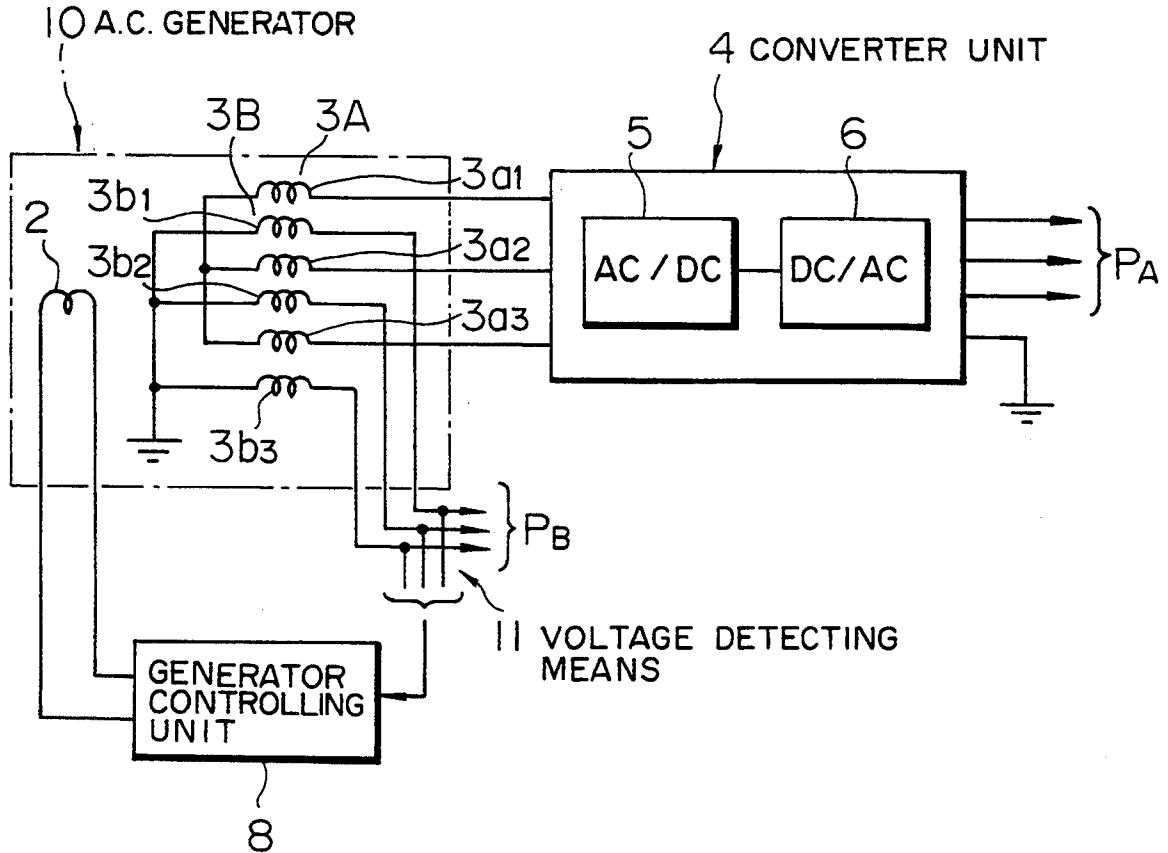 10 A.C. GENERATOR
4 CONVERTER UNIT
3B
3A
5
6
3a1
3b1
2
3a2
AC/DC
DC/AC
PA
3b2
3a3
3b3
PB
11 VOLTAGE DETECTING
MEANS
GENERATOR
CONTROLLING
UNIT
8